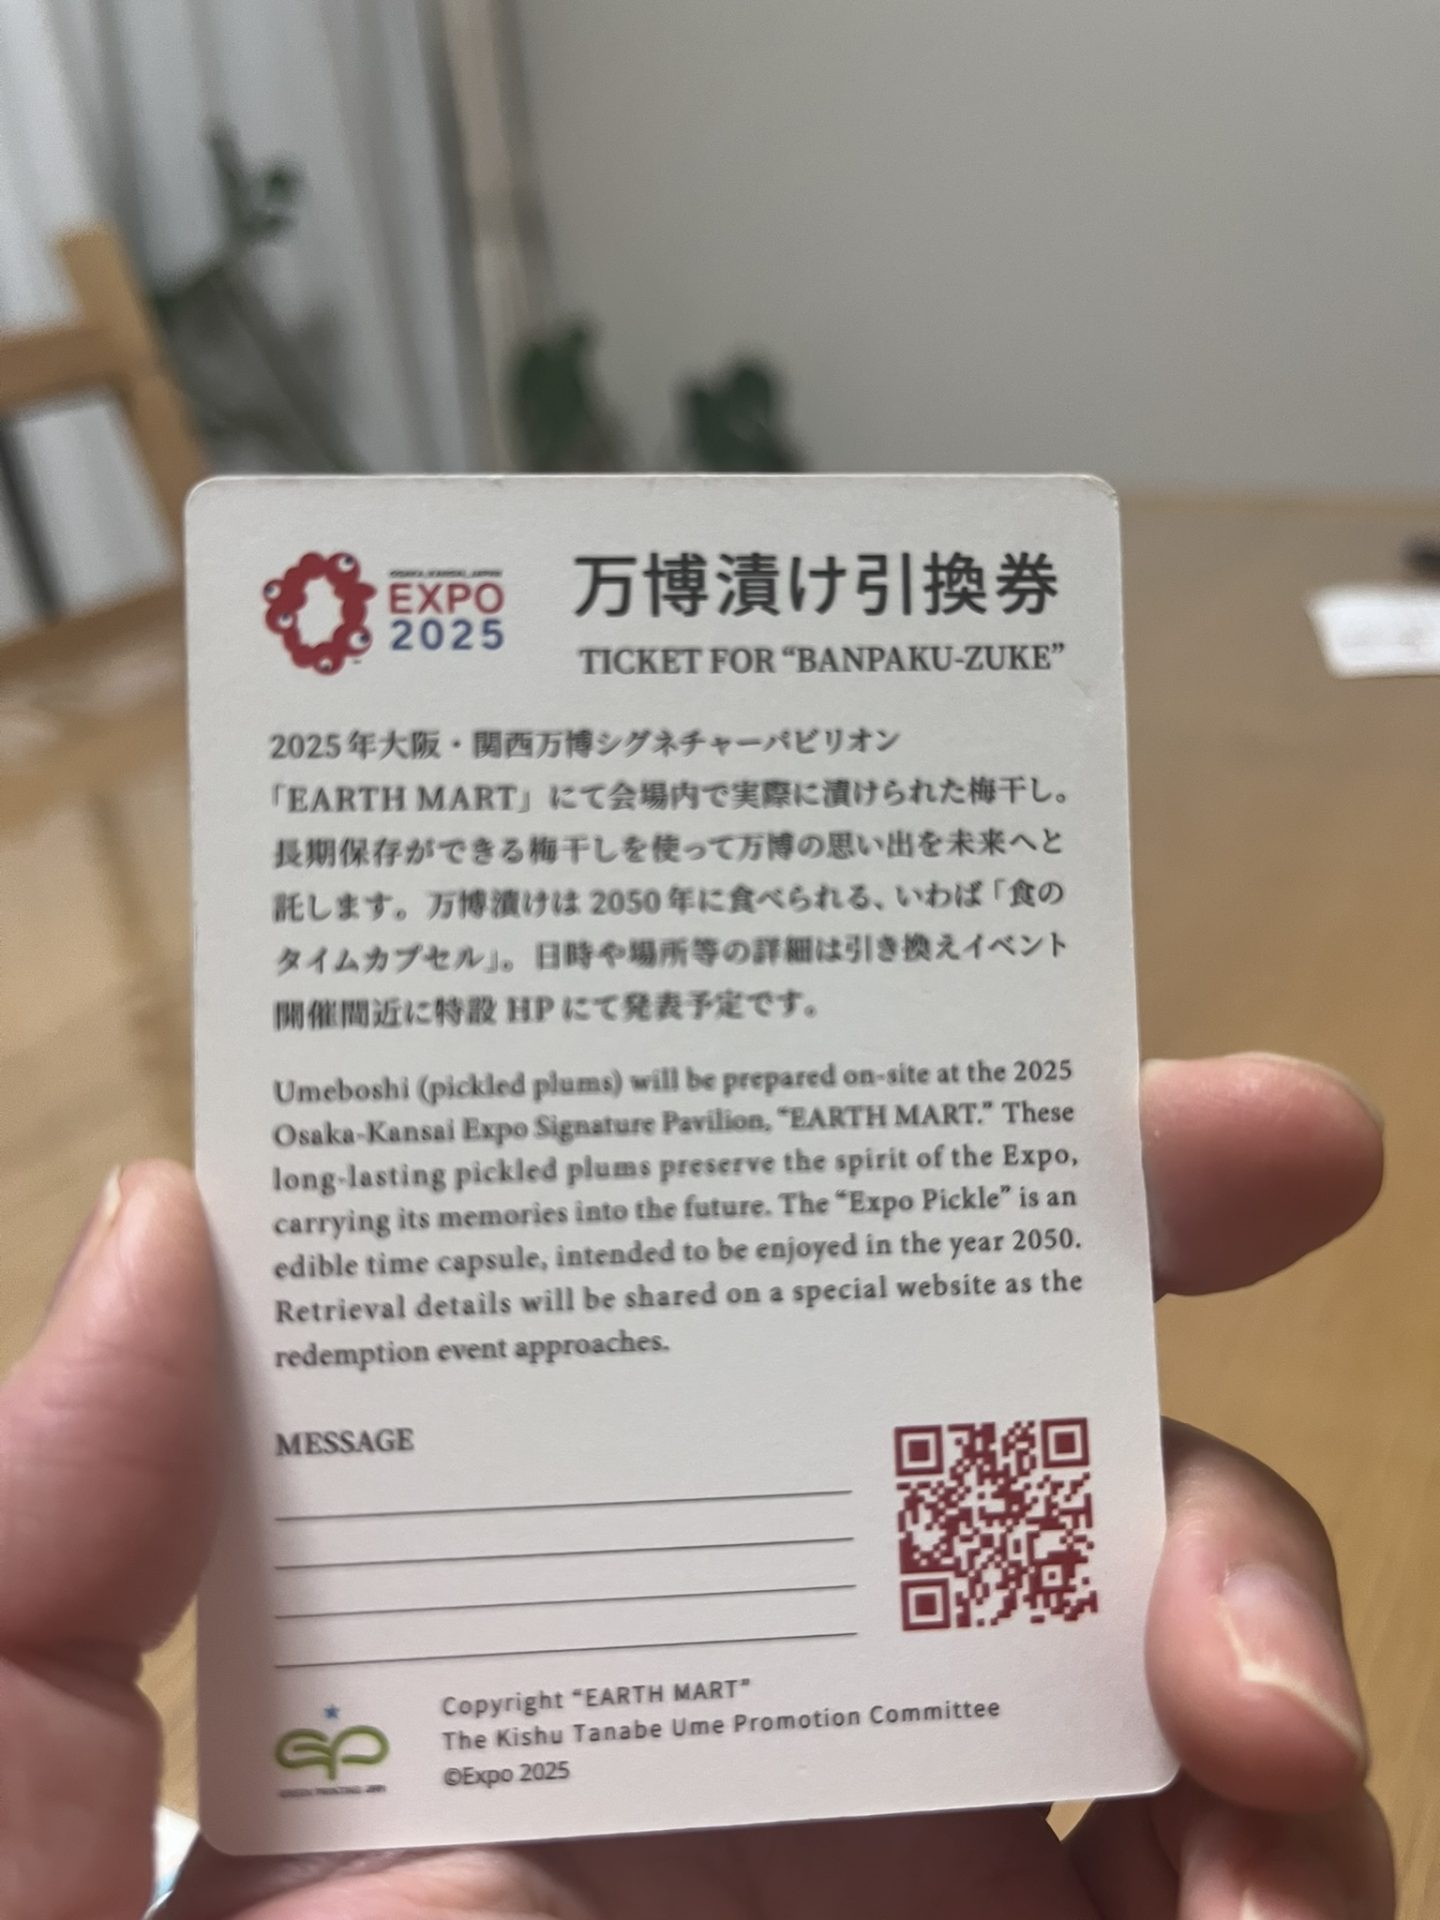 OSAKA, KANSAI, JAPAN
EXPO
2025
万博漬け引換券
TICKET FOR “BANPAKU-ZUKE”
2025年大阪・関西万博シグネチャーパビリオン
「EARTH MART」にて会場内で実際に漬けられた梅干し。
長期保存ができる梅干しを使って万博の思い出を未来へと
託します。万博漬けは 2050年に食べられる、いわば「食の
タイムカプセル」。日時や場所等の詳細は引き換えイベント
開催間近に特設 HP にて発表予定です。
Umeboshi (pickled plums) will be prepared on-site at the 2025
Osaka-Kansai Expo Signature Pavilion, “EARTH MART.” These
long-lasting pickled plums preserve the spirit of the Expo,
carrying its memories into the future. The “Expo Pickle” is an
edible time capsule, intended to be enjoyed in the year 2050.
Retrieval details will be shared on a special website as the
redemption event approaches.
MESSAGE
Copyright “EARTH MART”
The Kishu Tanabe Ume Promotion Committee
©Expo 2025